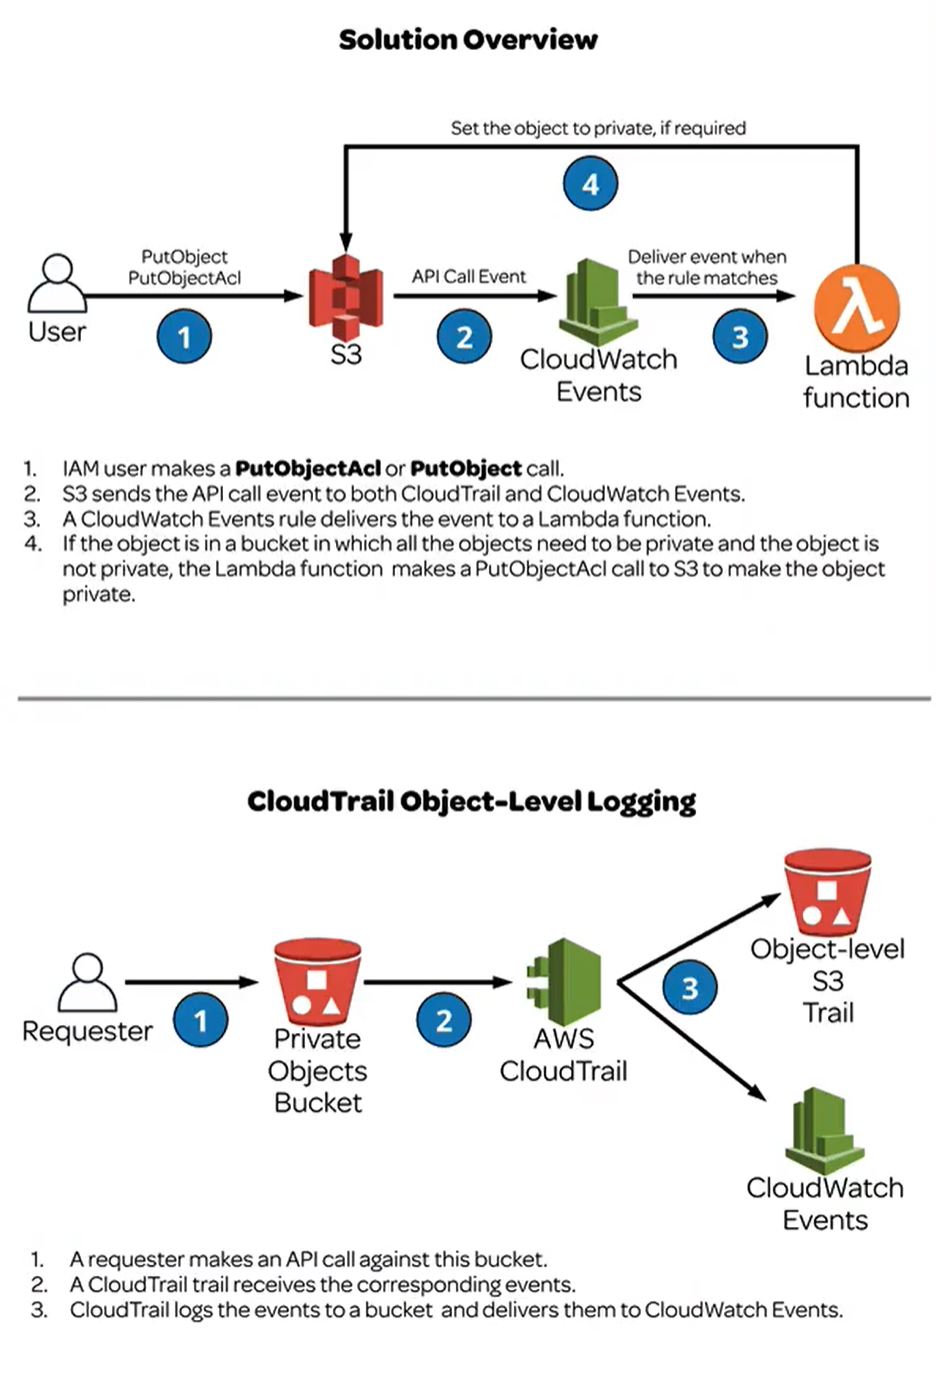 Solution Overview
Set the object to private, if required
4
PutObject
PutObjectAcl
API Call Event
Deliver event when
the rule matches
User
1
S3
2
CloudWatch
Events
3
Lambda
function
1. IAM user makes a PutObjectAcl or PutObject call.
2. S3 sends the API call event to both CloudTrail and CloudWatch Events.
3. A CloudWatch Events rule delivers the event to a Lambda function.
4. If the object is in a bucket in which all the objects need to be private and the object is
not private, the Lambda function makes a PutObjectAcl call to S3 to make the object
private.
CloudTrail Object-Level Logging
Requester
1
Private
Objects
Bucket
2
AWS
CloudTrail
3
Object-level
S3
Trail
CloudWatch
Events
1. A requester makes an API call against this bucket.
2. A CloudTrail trail receives the corresponding events.
3. CloudTrail logs the events to a bucket and delivers them to CloudWatch Events.